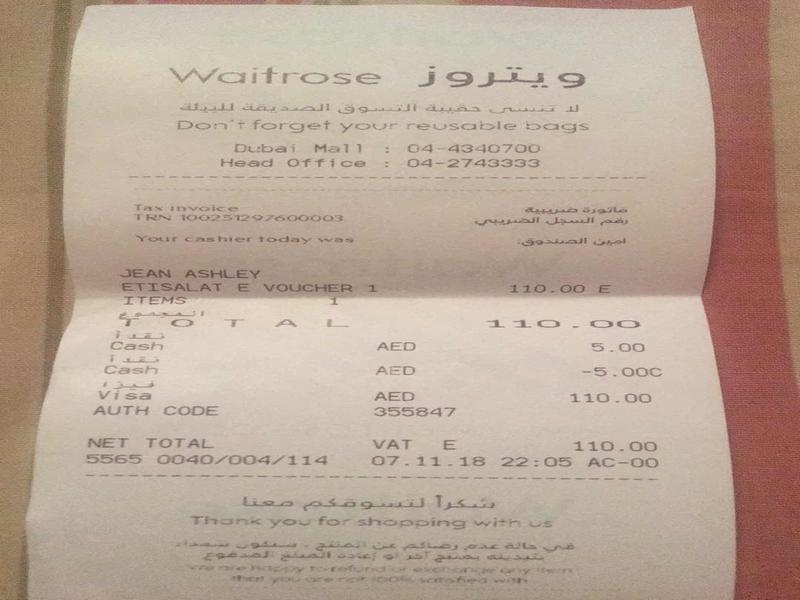 Waitrose ويتروز
لا تنسى حقيبة التسوق الصديقة للبيئة
Don't forget your reusable bags
Dubai Mall : 04-4340700
Head Office : 04-2743333
Tax invoice فاتورة ضريبية
TRN 100251297600003 رقم السجل الضريبي
Your cashier today was امين الصندوق:
JEAN ASHLEY
ETISALAT E VOUCHER 1 110.00 E
ITEMS 1
المجموع
TOTAL 110.00
نقداً
Cash AED 5.00
نقداً
Cash AED -5.00C
فيزا
Visa AED 110.00
AUTH CODE 355847
NET TOTAL VAT E 110.00
5565 0040/004/114 07.11.18 22:05 AC-00
شكراً لتسوقكم معنا
Thank you for shopping with us
في حالة عدم رضاكم عن المنتج ، سنكون سعداء
بتبديله بمنتج آخر أو إعادة المبلغ المدفوع
We are happy to refund or exchange any item
that you are not 100% satisfied with